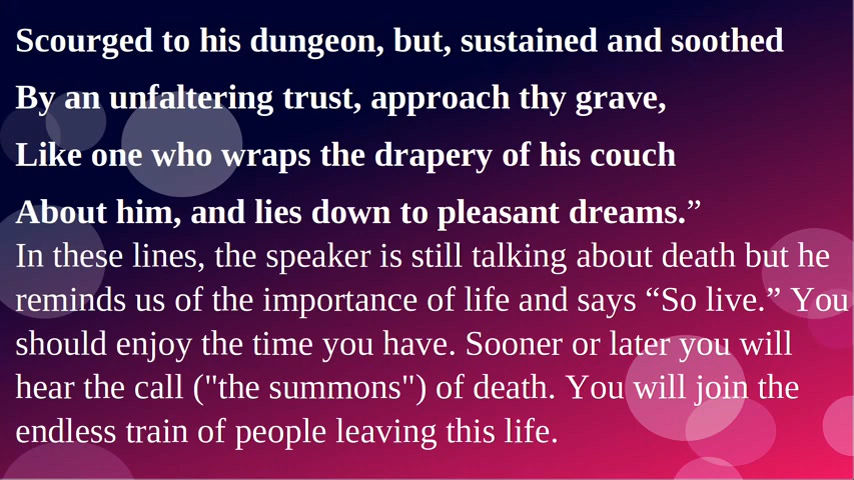 Scourged to his dungeon, but, sustained and soothed
By an unfaltering trust, approach thy grave,
Like one who wraps the drapery of his couch
About him, and lies down to pleasant dreams.”
In these lines, the speaker is still talking about death but he
reminds us of the importance of life and says “So live.” You
should enjoy the time you have. Sooner or later you will
hear the call ("the summons") of death. You will join the
endless train of people leaving this life.